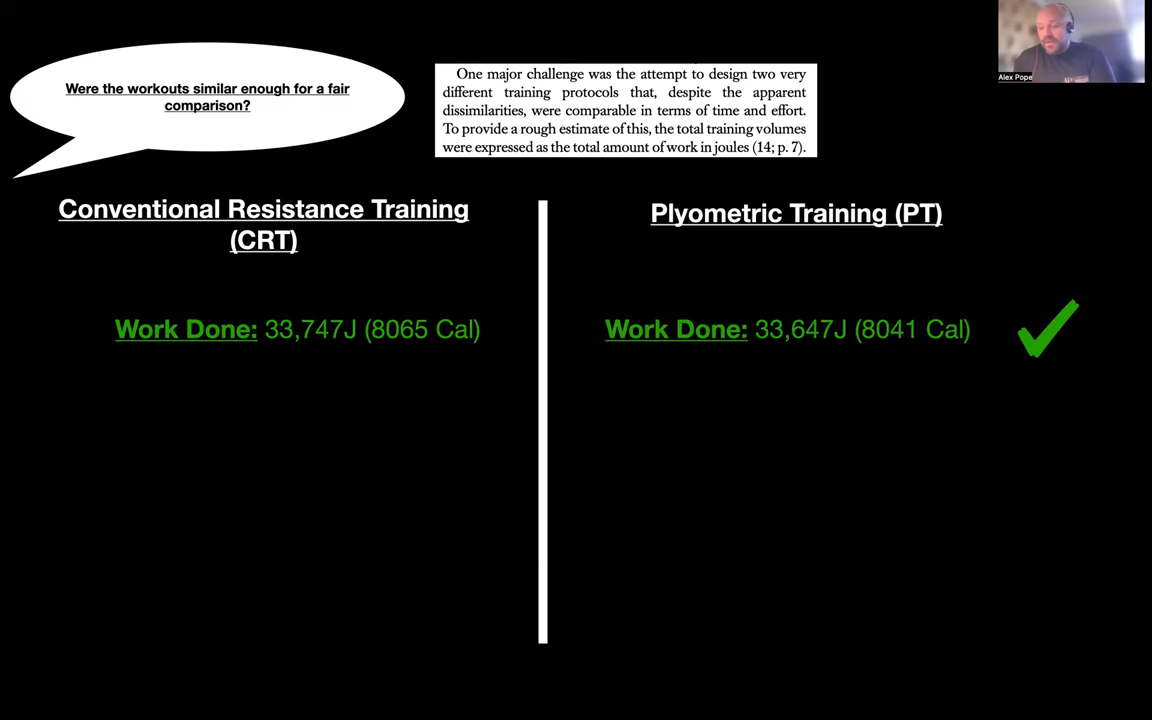 Were the workouts similar enough for a fair
comparison?
One major challenge was the attempt to design two very
different training protocols that, despite the apparent
dissimilarities, were comparable in terms of time and effort.
To provide a rough estimate of this, the total training volumes
were expressed as the total amount of work in joules (14; p. 7).
Alex Pope
Conventional Resistance Training
(CRT)
Plyometric Training (PT)
Work Done: 33,747J (8065 Cal)
Work Done: 33,647J (8041 Cal)